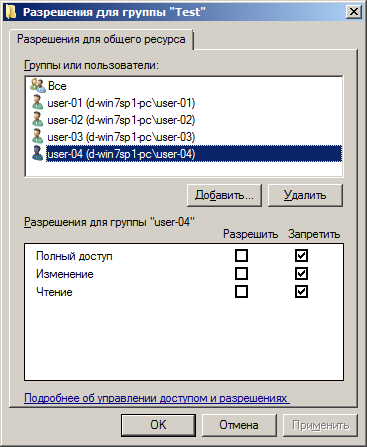 Разрешения для группы "Test"
Разрешения для общего ресурса
Группы или пользователи:
Все
user-01 (d-win7sp1-pc\user-01)
user-02 (d-win7sp1-pc\user-02)
user-03 (d-win7sp1-pc\user-03)
user-04 (d-win7sp1-pc\user-04)
Добавить... Удалить
Разрешения для группы "user-04" Разрешить Запретить
Полный доступ
Изменение
Чтение
Подробнее об управлении доступом и разрешениях
OK Отмена Применить